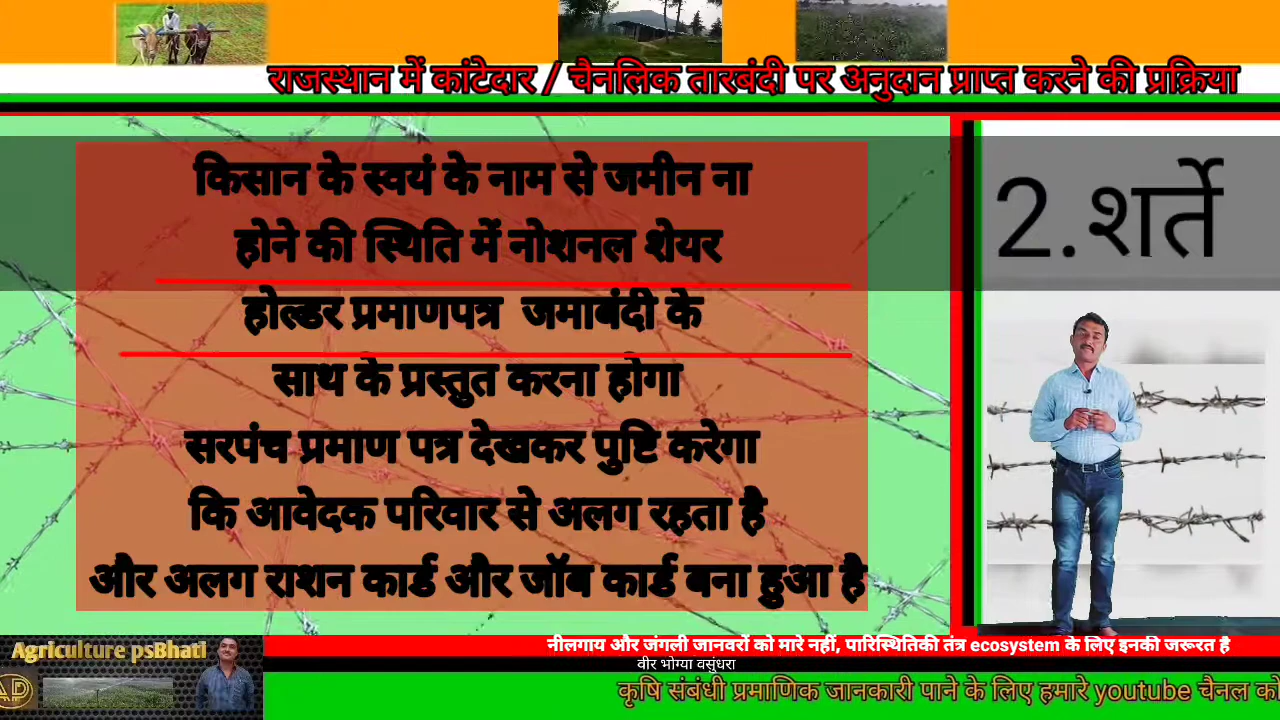 राजस्थान में कांटेदार / चैनलिक तारबंदी पर अनुदान प्राप्त करने की प्रक्रिया
किसान के स्वयं के नाम से जमीन ना
होने की स्थिति में नोशनल शेयर
होल्डर प्रमाणपत्र जमाबंदी के
साथ के प्रस्तुत करना होगा
सरपंच प्रमाण पत्र देखकर पुष्टि करेगा
कि आवेदक परिवार से अलग रहता है
और अलग राशन कार्ड और जॉब कार्ड बना हुआ है
2.शर्ते
Agriculture psBhati
AP
नीलगाय और जंगली जानवरों को मारे नहीं, पारिस्थितिकी तंत्र ecosystem के लिए इनकी जरूरत है
वीर भोग्या वसुंधरा
कृषि संबंधी प्रमाणिक जानकारी पाने के लिए हमारे youtube चैनल को